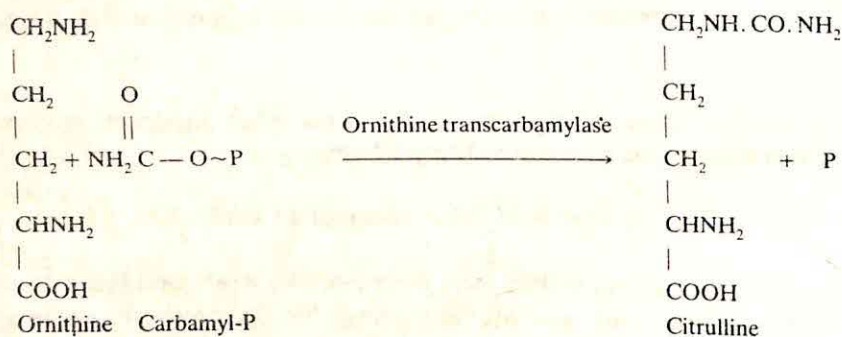 CH₂NH₂ CH₂NH. CO. NH₂
| |
CH₂ O CH₂
| || Ornithine transcarbamylase |
CH₂ + NH₂ C — O~P ⟶ CH₂ + P
| |
CHNH₂ CHNH₂
| |
COOH COOH
Ornithine Carbamyl-P Citrulline